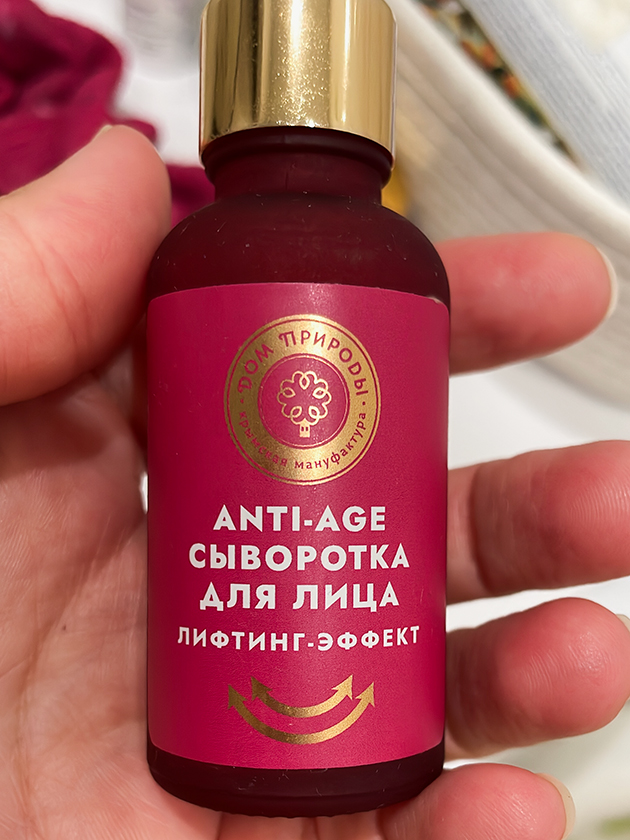 ДОМ ПРИРОДЫ
крымская мануфактура
ANTI-AGE
СЫВОРОТКА
ДЛЯ ЛИЦА
ЛИФТИНГ-ЭФФЕКТ